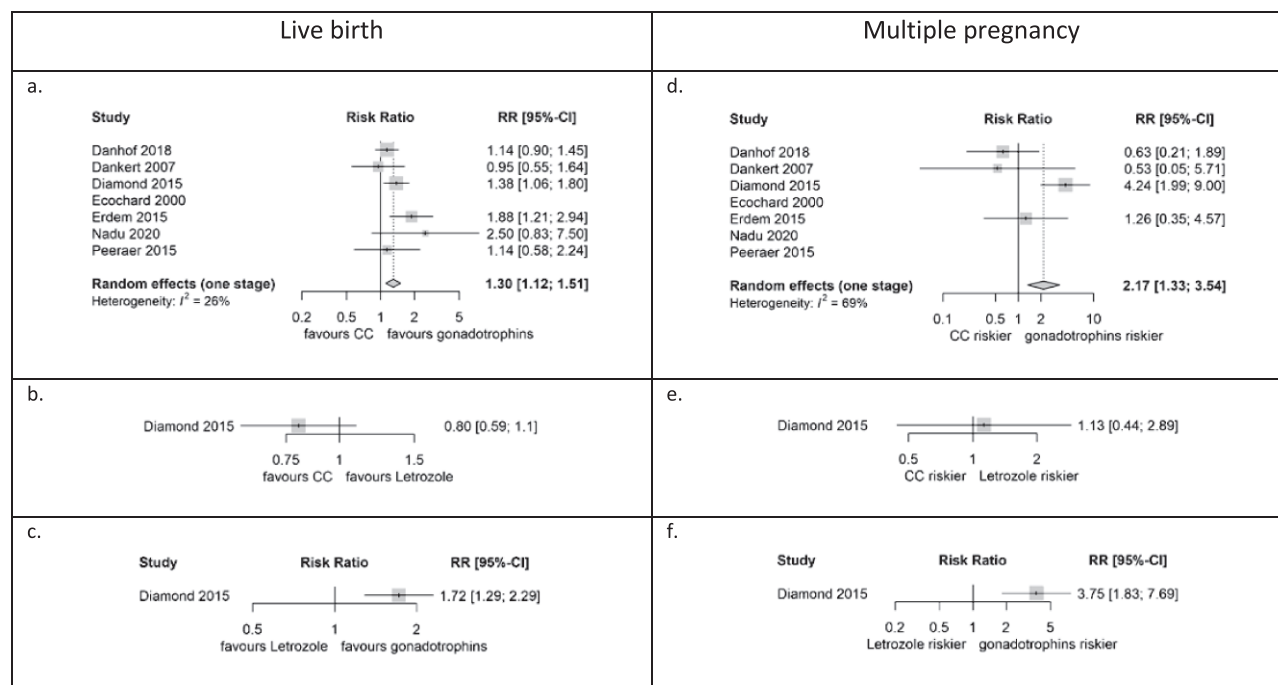 Live birth
Multiple pregnancy
a.
Study Risk Ratio RR [95%-CI]
Danhof 2018 1.14 [0.90; 1.45]
Dankert 2007 0.95 [0.55; 1.64]
Diamond 2015 1.38 [1.06; 1.80]
Ecochard 2000
Erdem 2015 1.88 [1.21; 2.94]
Nadu 2020 2.50 [0.83; 7.50]
Peeraer 2015 1.14 [0.58; 2.24]
Random effects (one stage) 1.30 [1.12; 1.51]
Heterogeneity: I² = 26%
0.2 0.5 1 2 5
favours CC favours gonadotrophins
d.
Study Risk Ratio RR [95%-CI]
Danhof 2018 0.63 [0.21; 1.89]
Dankert 2007 0.53 [0.05; 5.71]
Diamond 2015 4.24 [1.99; 9.00]
Ecochard 2000
Erdem 2015 1.26 [0.35; 4.57]
Nadu 2020
Peeraer 2015
Random effects (one stage) 2.17 [1.33; 3.54]
Heterogeneity: I² = 69%
0.1 0.5 1 2 10
CC riskier gonadotrophins riskier
b.
Diamond 2015 0.80 [0.59; 1.1]
0.75 1 1.5
favours CC favours Letrozole
e.
Diamond 2015 1.13 [0.44; 2.89]
0.5 1 2
CC riskier Letrozole riskier
c.
Study Risk Ratio RR [95%-CI]
Diamond 2015 1.72 [1.29; 2.29]
0.5 1 2
favours Letrozole favours gonadotrophins
f.
Study Risk Ratio RR [95%-CI]
Diamond 2015 3.75 [1.83; 7.69]
0.2 0.5 1 2 5
Letrozole riskier gonadotrophins riskier